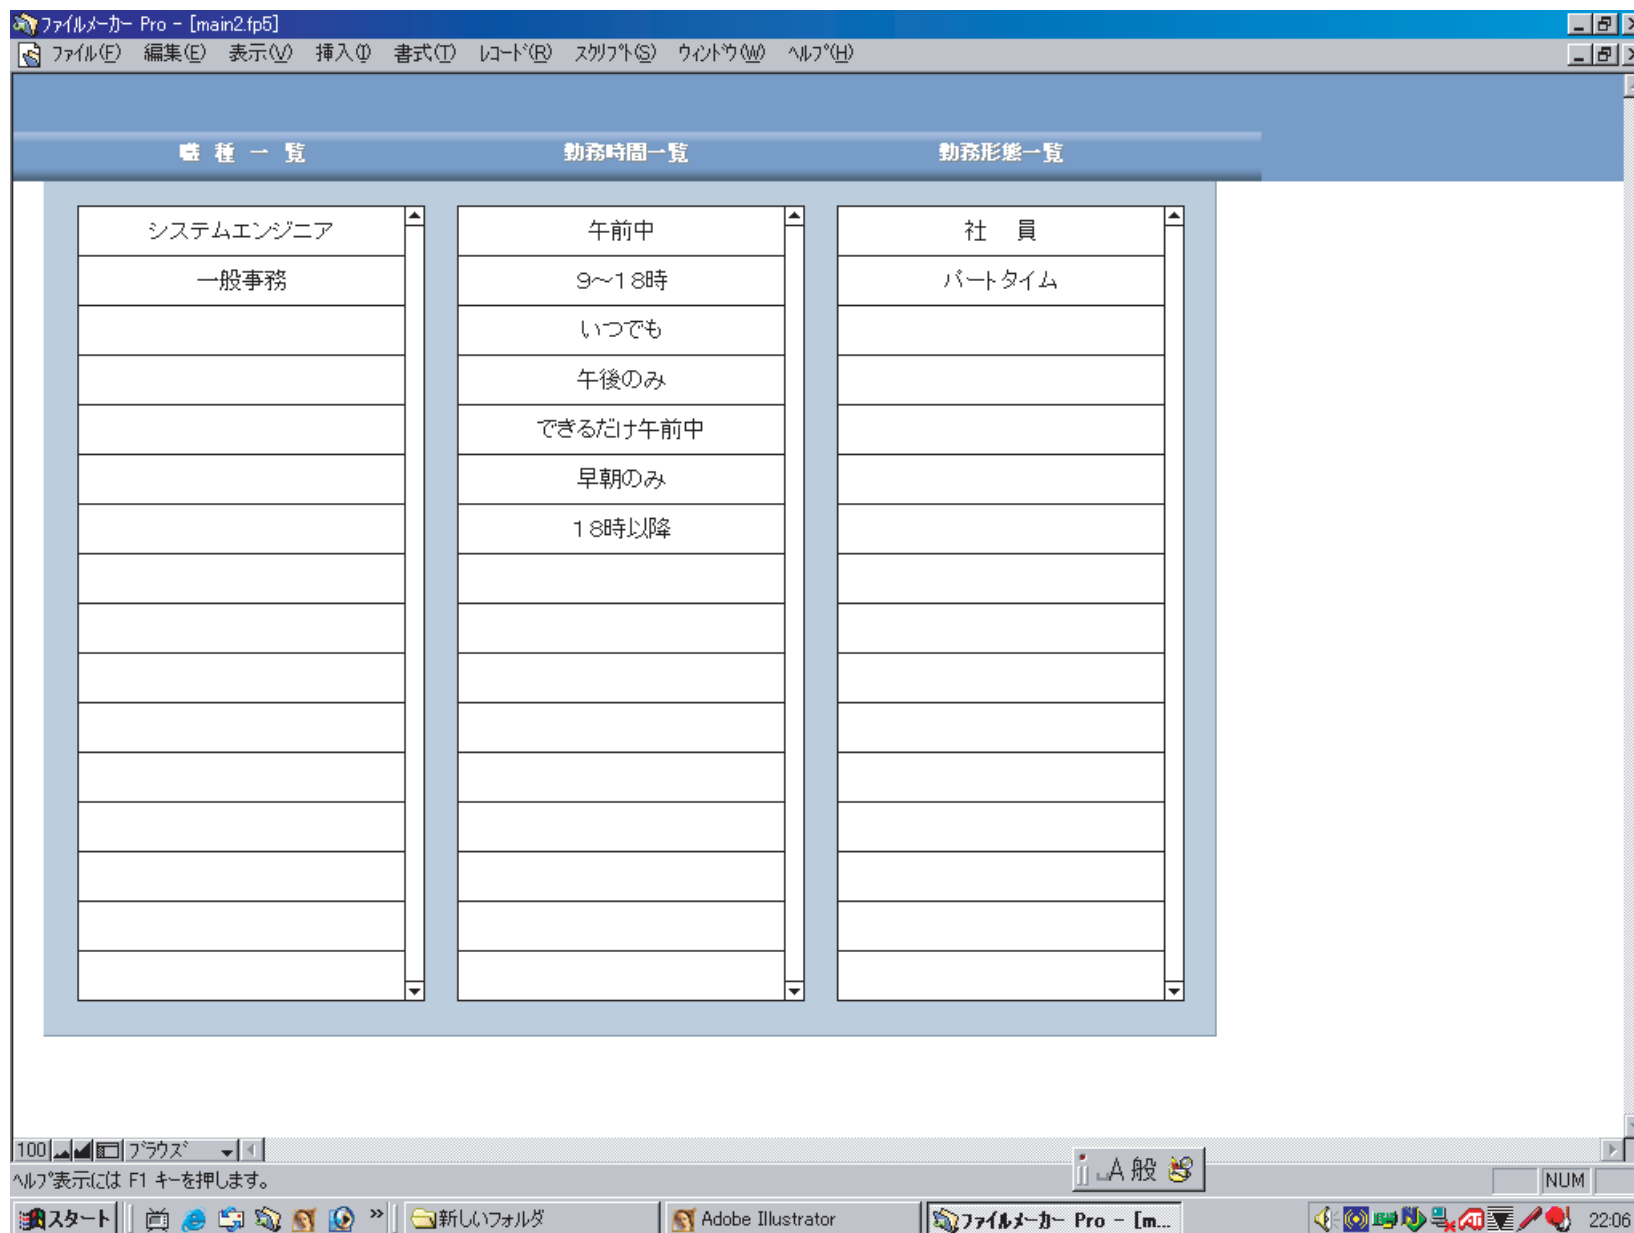 ファイルメーカー Pro - [main2.fp5]
ファイル(F) 編集(E) 表示(V) 挿入(I) 書式(T) レコード(R) スクリプト(S) ウィンドウ(W) ヘルプ(H)
職 種 一 覧 勤務時間一覧 勤務形態一覧
システムエンジニア 午前中 社 員
一般事務 9～18時 パートタイム
いつでも
午後のみ
できるだけ午前中
早朝のみ
18時以降
100 ブラウズ
ヘルプ表示には F1 キーを押します。 A 般 NUM
スタート » 新しいフォルダ Adobe Illustrator ファイルメーカー Pro - [m... 22:06